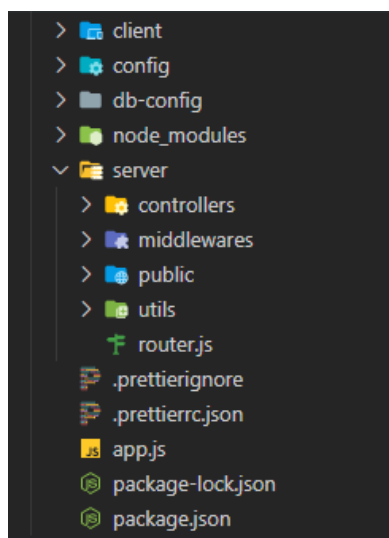 client
config
db-config
node_modules
server
controllers
middlewares
public
utils
router.js
.prettierignore
.prettierrc.json
JS app.js
package-lock.json
package.json